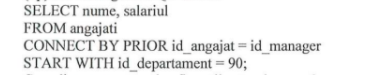 SELECT nume, salariul
FROM angajati
CONNECT BY PRIOR id_angajat = id_manager
START WITH id_departament = 90;